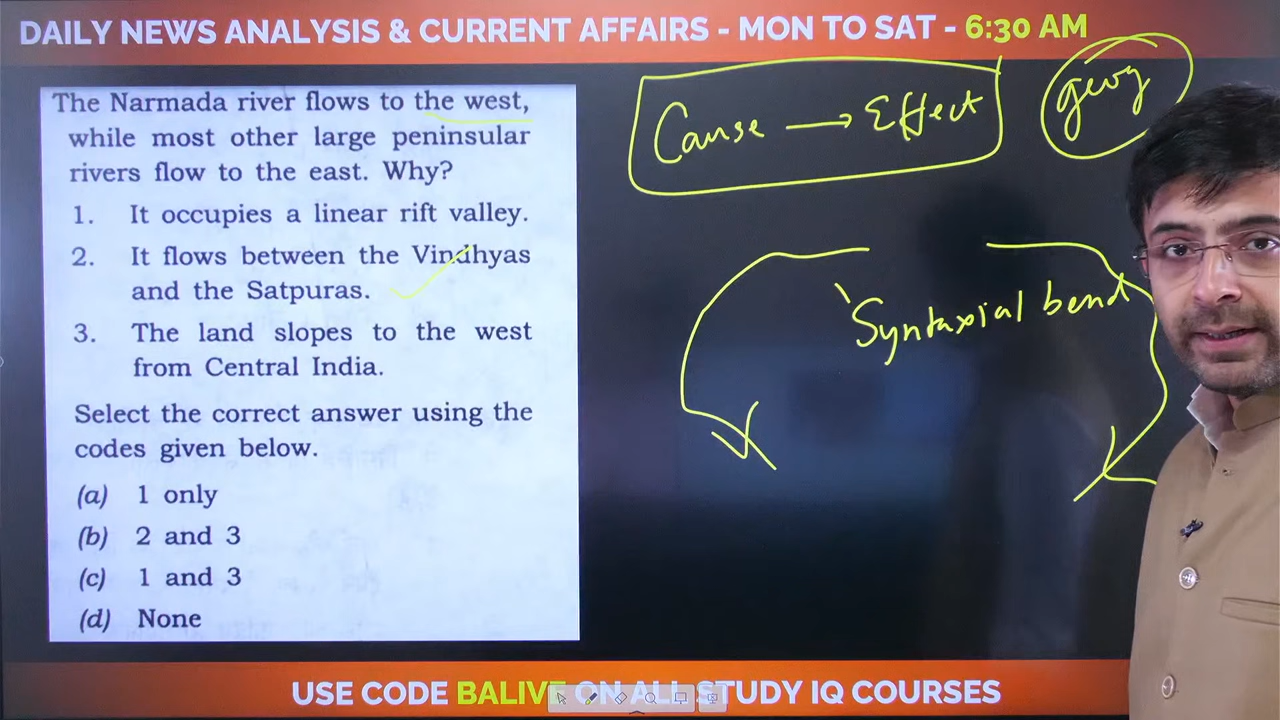 DAILY NEWS ANALYSIS & CURRENT AFFAIRS - MON TO SAT - 6:30 AM
The Narmada river flows to the west,
while most other large peninsular
rivers flow to the east. Why?
1. It occupies a linear rift valley.
2. It flows between the Vindhyas
and the Satpuras.
3. The land slopes to the west
from Central India.
Select the correct answer using the
codes given below.
(a) 1 only
(b) 2 and 3
(c) 1 and 3
(d) None
Cause → Effect
geog
Syntaxial bend
USE CODE BALIVE ON ALL STUDY IQ COURSES